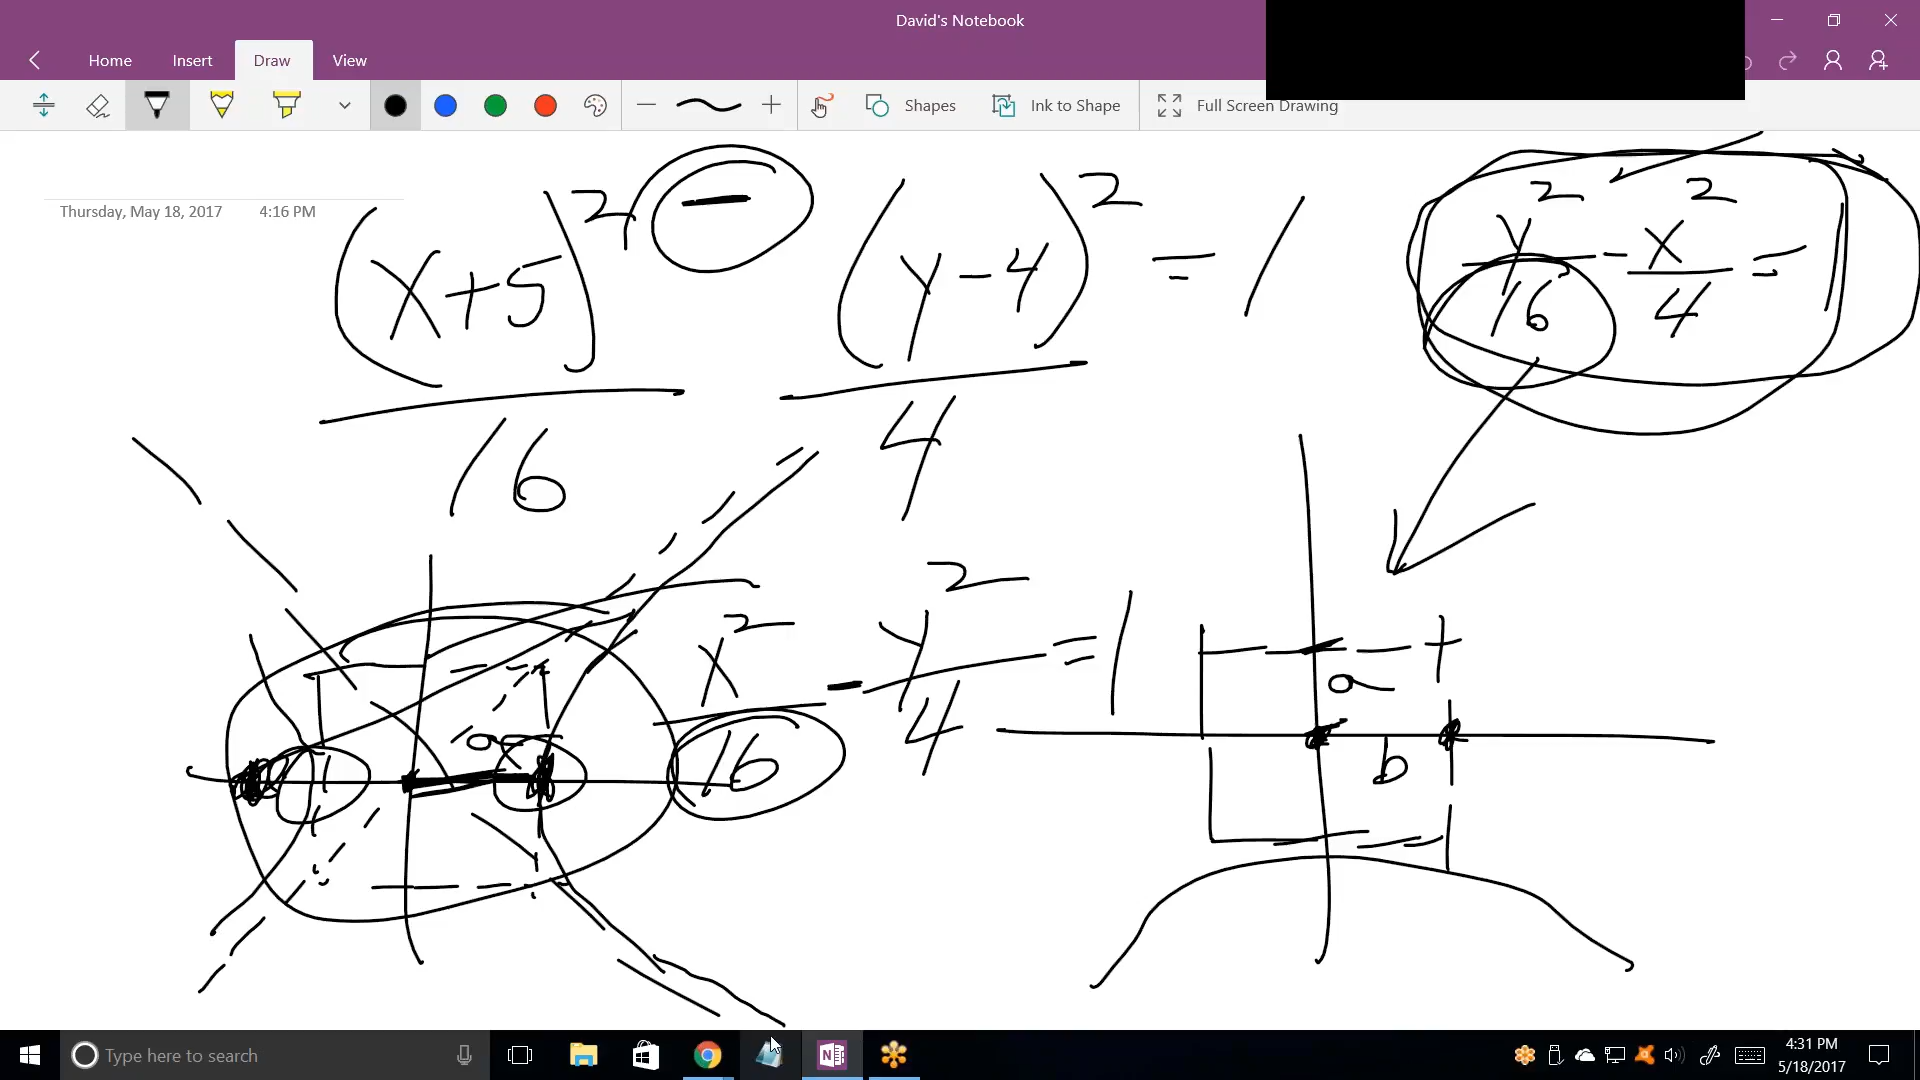 David's Notebook
Home Insert Draw View
Shapes Ink to Shape Full Screen Drawing
Thursday, May 18, 2017 4:16 PM
(x+5)² − (y−4)² = 1
16 4
y² − x² = 1
16 4
x² − y² = 1
16 4
a
a
b
Type here to search
4:31 PM
5/18/2017